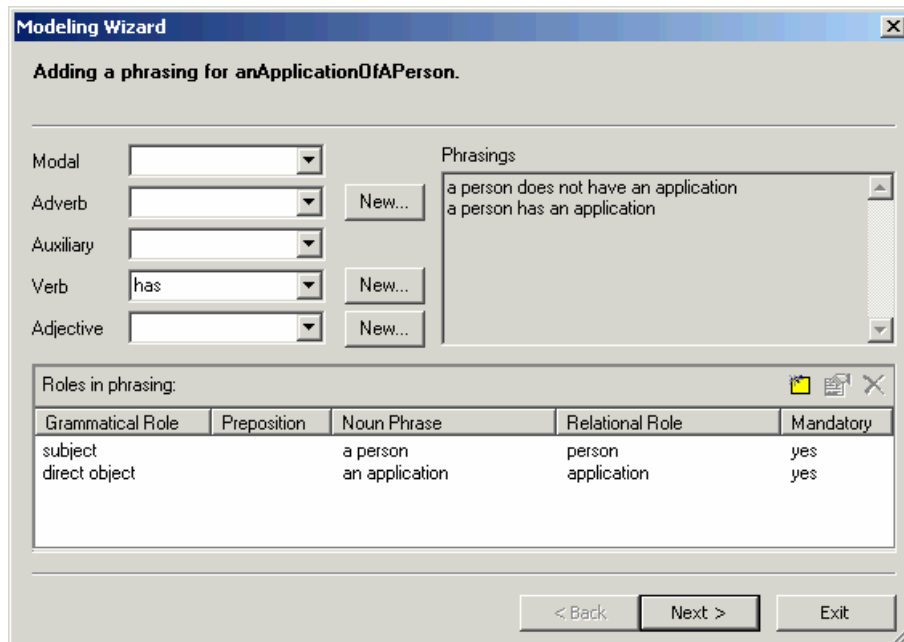 Modeling Wizard
Adding a phrasing for anApplicationOfAPerson.
Modal
Adverb
New...
Auxiliary
Verb
has
New...
Adjective
New...
Phrasings
a person does not have an application
a person has an application
Roles in phrasing:
Grammatical Role Preposition Noun Phrase Relational Role Mandatory
subject a person person yes
direct object an application application yes
< Back Next > Exit